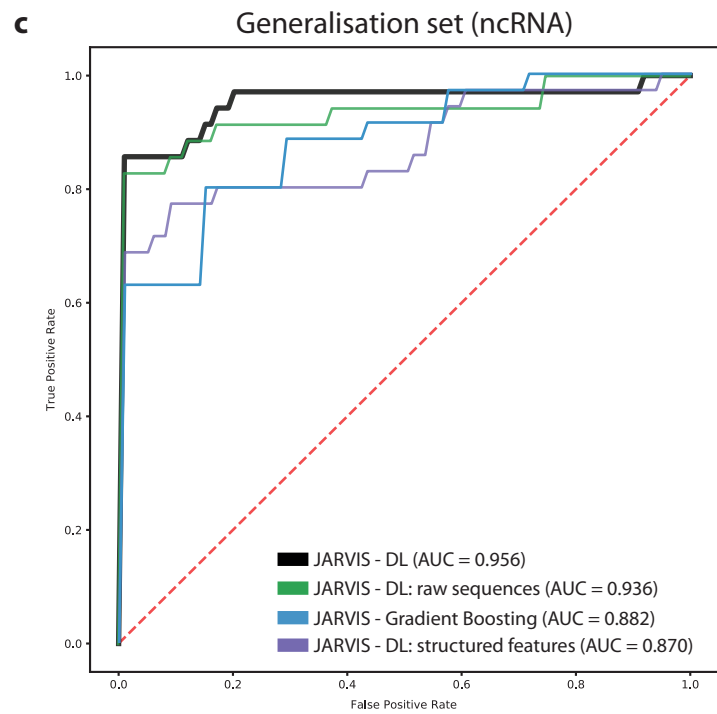 c
Generalisation set (ncRNA)
1.0
0.8
0.6
0.4
0.2
0.0
True Positive Rate
JARVIS - DL (AUC = 0.956)
JARVIS - DL: raw sequences (AUC = 0.936)
JARVIS - Gradient Boosting (AUC = 0.882)
JARVIS - DL: structured features (AUC = 0.870)
0.0 0.2 0.4 0.6 0.8 1.0
False Positive Rate